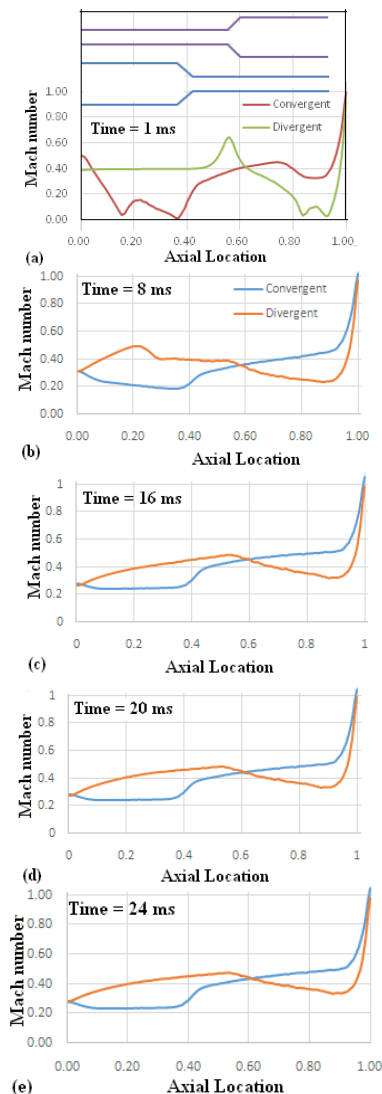 (a)
Mach number
1.00
0.80
0.60
0.40
0.20
0.00
Time = 1 ms
Convergent
Divergent
0.00 0.20 0.40 0.60 0.80 1.00
Axial Location
(b)
Mach number
1.00
0.80
0.60
0.40
0.20
0.00
Time = 8 ms
Convergent
Divergent
0.00 0.20 0.40 0.60 0.80 1.00
Axial Location
(c)
Mach number
1
0.8
0.6
0.4
0.2
0
Time = 16 ms
0 0.2 0.4 0.6 0.8 1
Axial Location
(d)
Mach number
1
0.8
0.6
0.4
0.2
0
Time = 20 ms
0 0.2 0.4 0.6 0.8 1
Axial Location
(e)
Mach number
1.00
0.80
0.60
0.40
0.20
0.00
Time = 24 ms
0.00 0.20 0.40 0.60 0.80 1.00
Axial Location